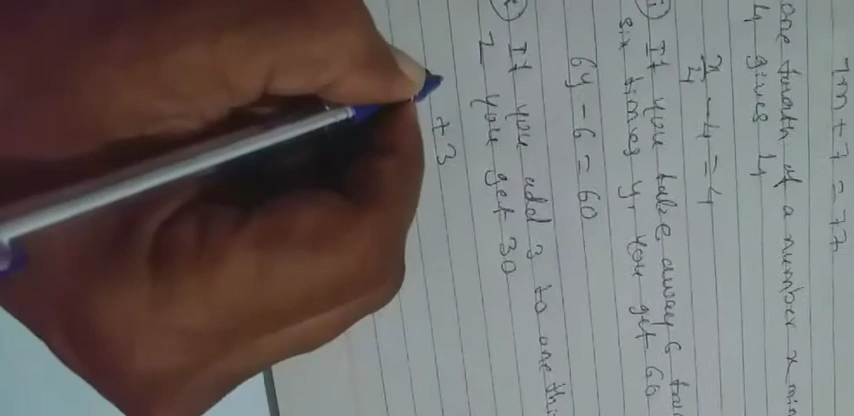 7m + 7 = 77
one fourth of a number x min
4 gives 4
x/4 - 4 = 4
i) If you take away 6 from
six times y, you get 60
6y - 6 = 60
If you add 3 to one thi
z you get 30
+ 3